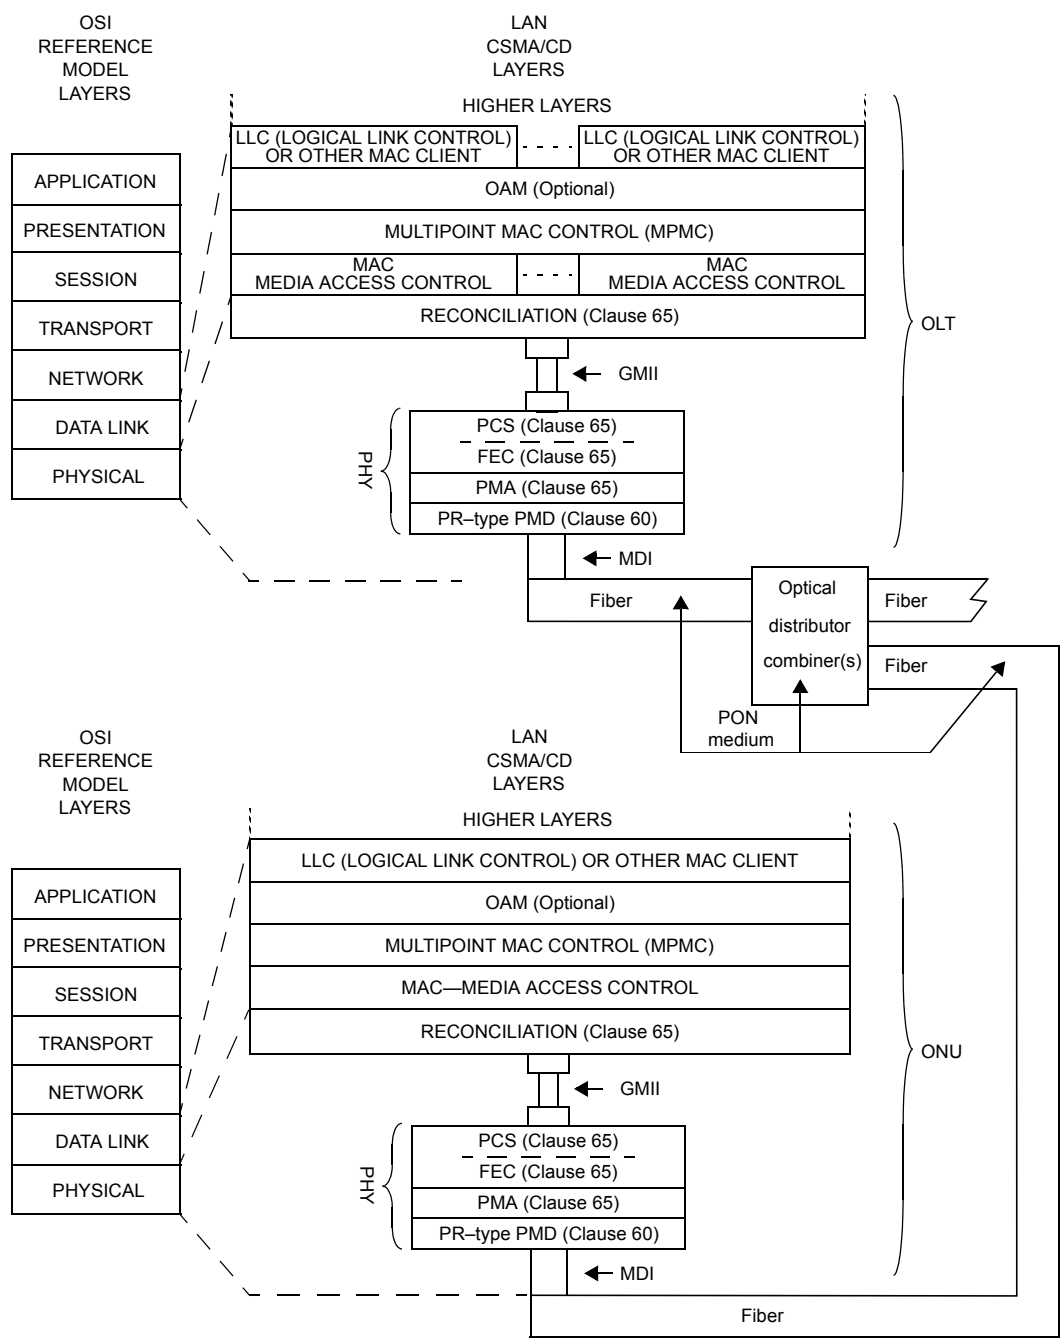 OSI
REFERENCE
MODEL
LAYERS
LAN
CSMA/CD
LAYERS
HIGHER LAYERS
LLC (LOGICAL LINK CONTROL)
OR OTHER MAC CLIENT
LLC (LOGICAL LINK CONTROL)
OR OTHER MAC CLIENT
OAM (Optional)
MULTIPOINT MAC CONTROL (MPMC)
MAC
MEDIA ACCESS CONTROL
MAC
MEDIA ACCESS CONTROL
RECONCILIATION (Clause 65)
APPLICATION
PRESENTATION
SESSION
TRANSPORT
NETWORK
DATA LINK
PHYSICAL
OLT
GMII
PHY
PCS (Clause 65)
FEC (Clause 65)
PMA (Clause 65)
PR–type PMD (Clause 60)
MDI
Fiber
Optical
distributor
combiner(s)
Fiber
Fiber
PON
medium
OSI
REFERENCE
MODEL
LAYERS
LAN
CSMA/CD
LAYERS
HIGHER LAYERS
LLC (LOGICAL LINK CONTROL) OR OTHER MAC CLIENT
OAM (Optional)
MULTIPOINT MAC CONTROL (MPMC)
MAC—MEDIA ACCESS CONTROL
RECONCILIATION (Clause 65)
APPLICATION
PRESENTATION
SESSION
TRANSPORT
NETWORK
DATA LINK
PHYSICAL
ONU
GMII
PHY
PCS (Clause 65)
FEC (Clause 65)
PMA (Clause 65)
PR–type PMD (Clause 60)
MDI
Fiber